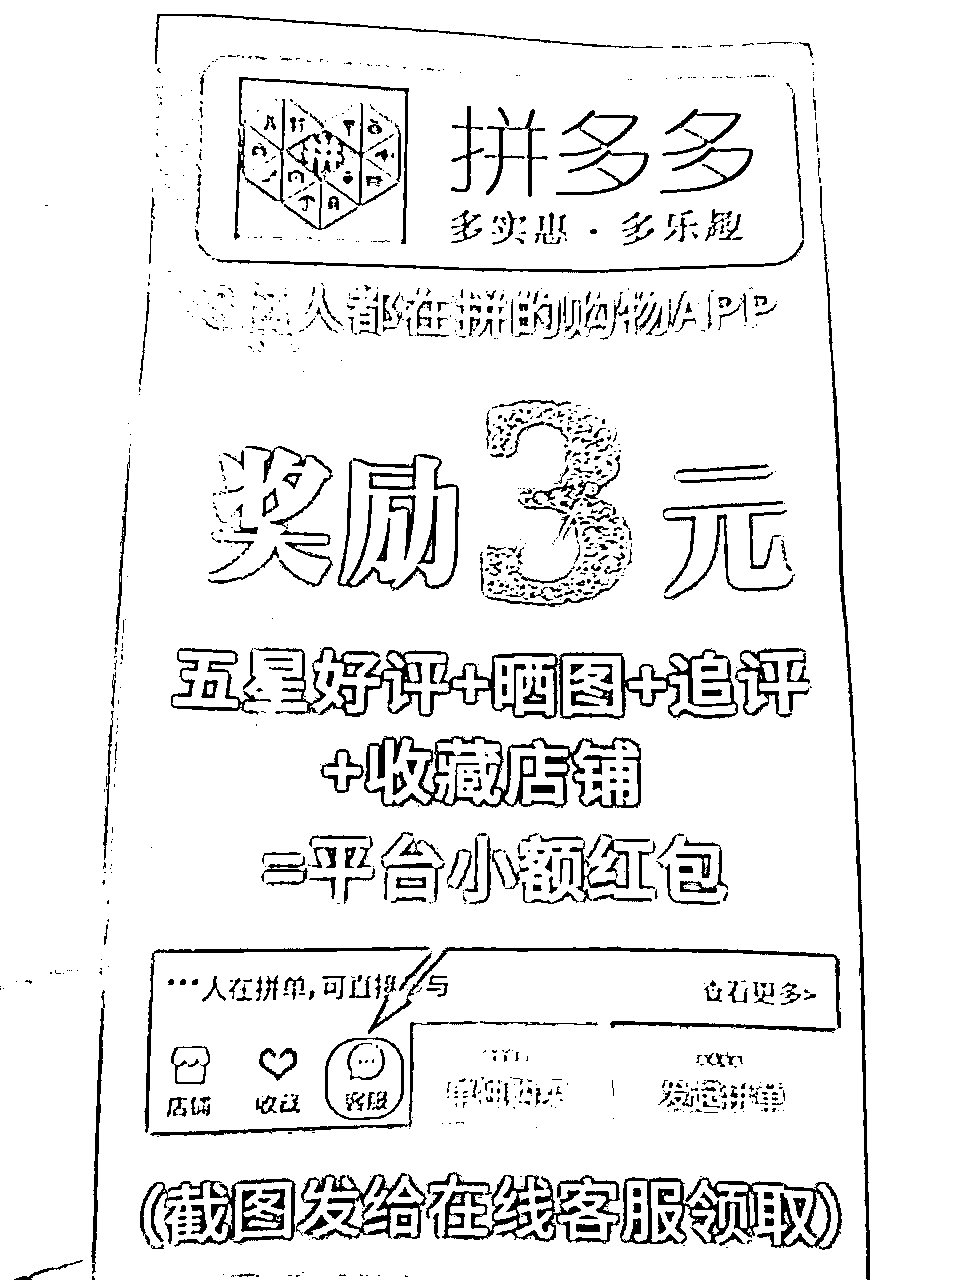 拼多多
多实惠·多乐趣
人都在拼的购物APP
奖励3元
五星好评+晒图+追评
+收藏店铺
=平台小额红包
···人在拼单,可直接参与 查看更多>
店铺 收藏 客服 单独购买 发起拼单
(截图发给在线客服领取)